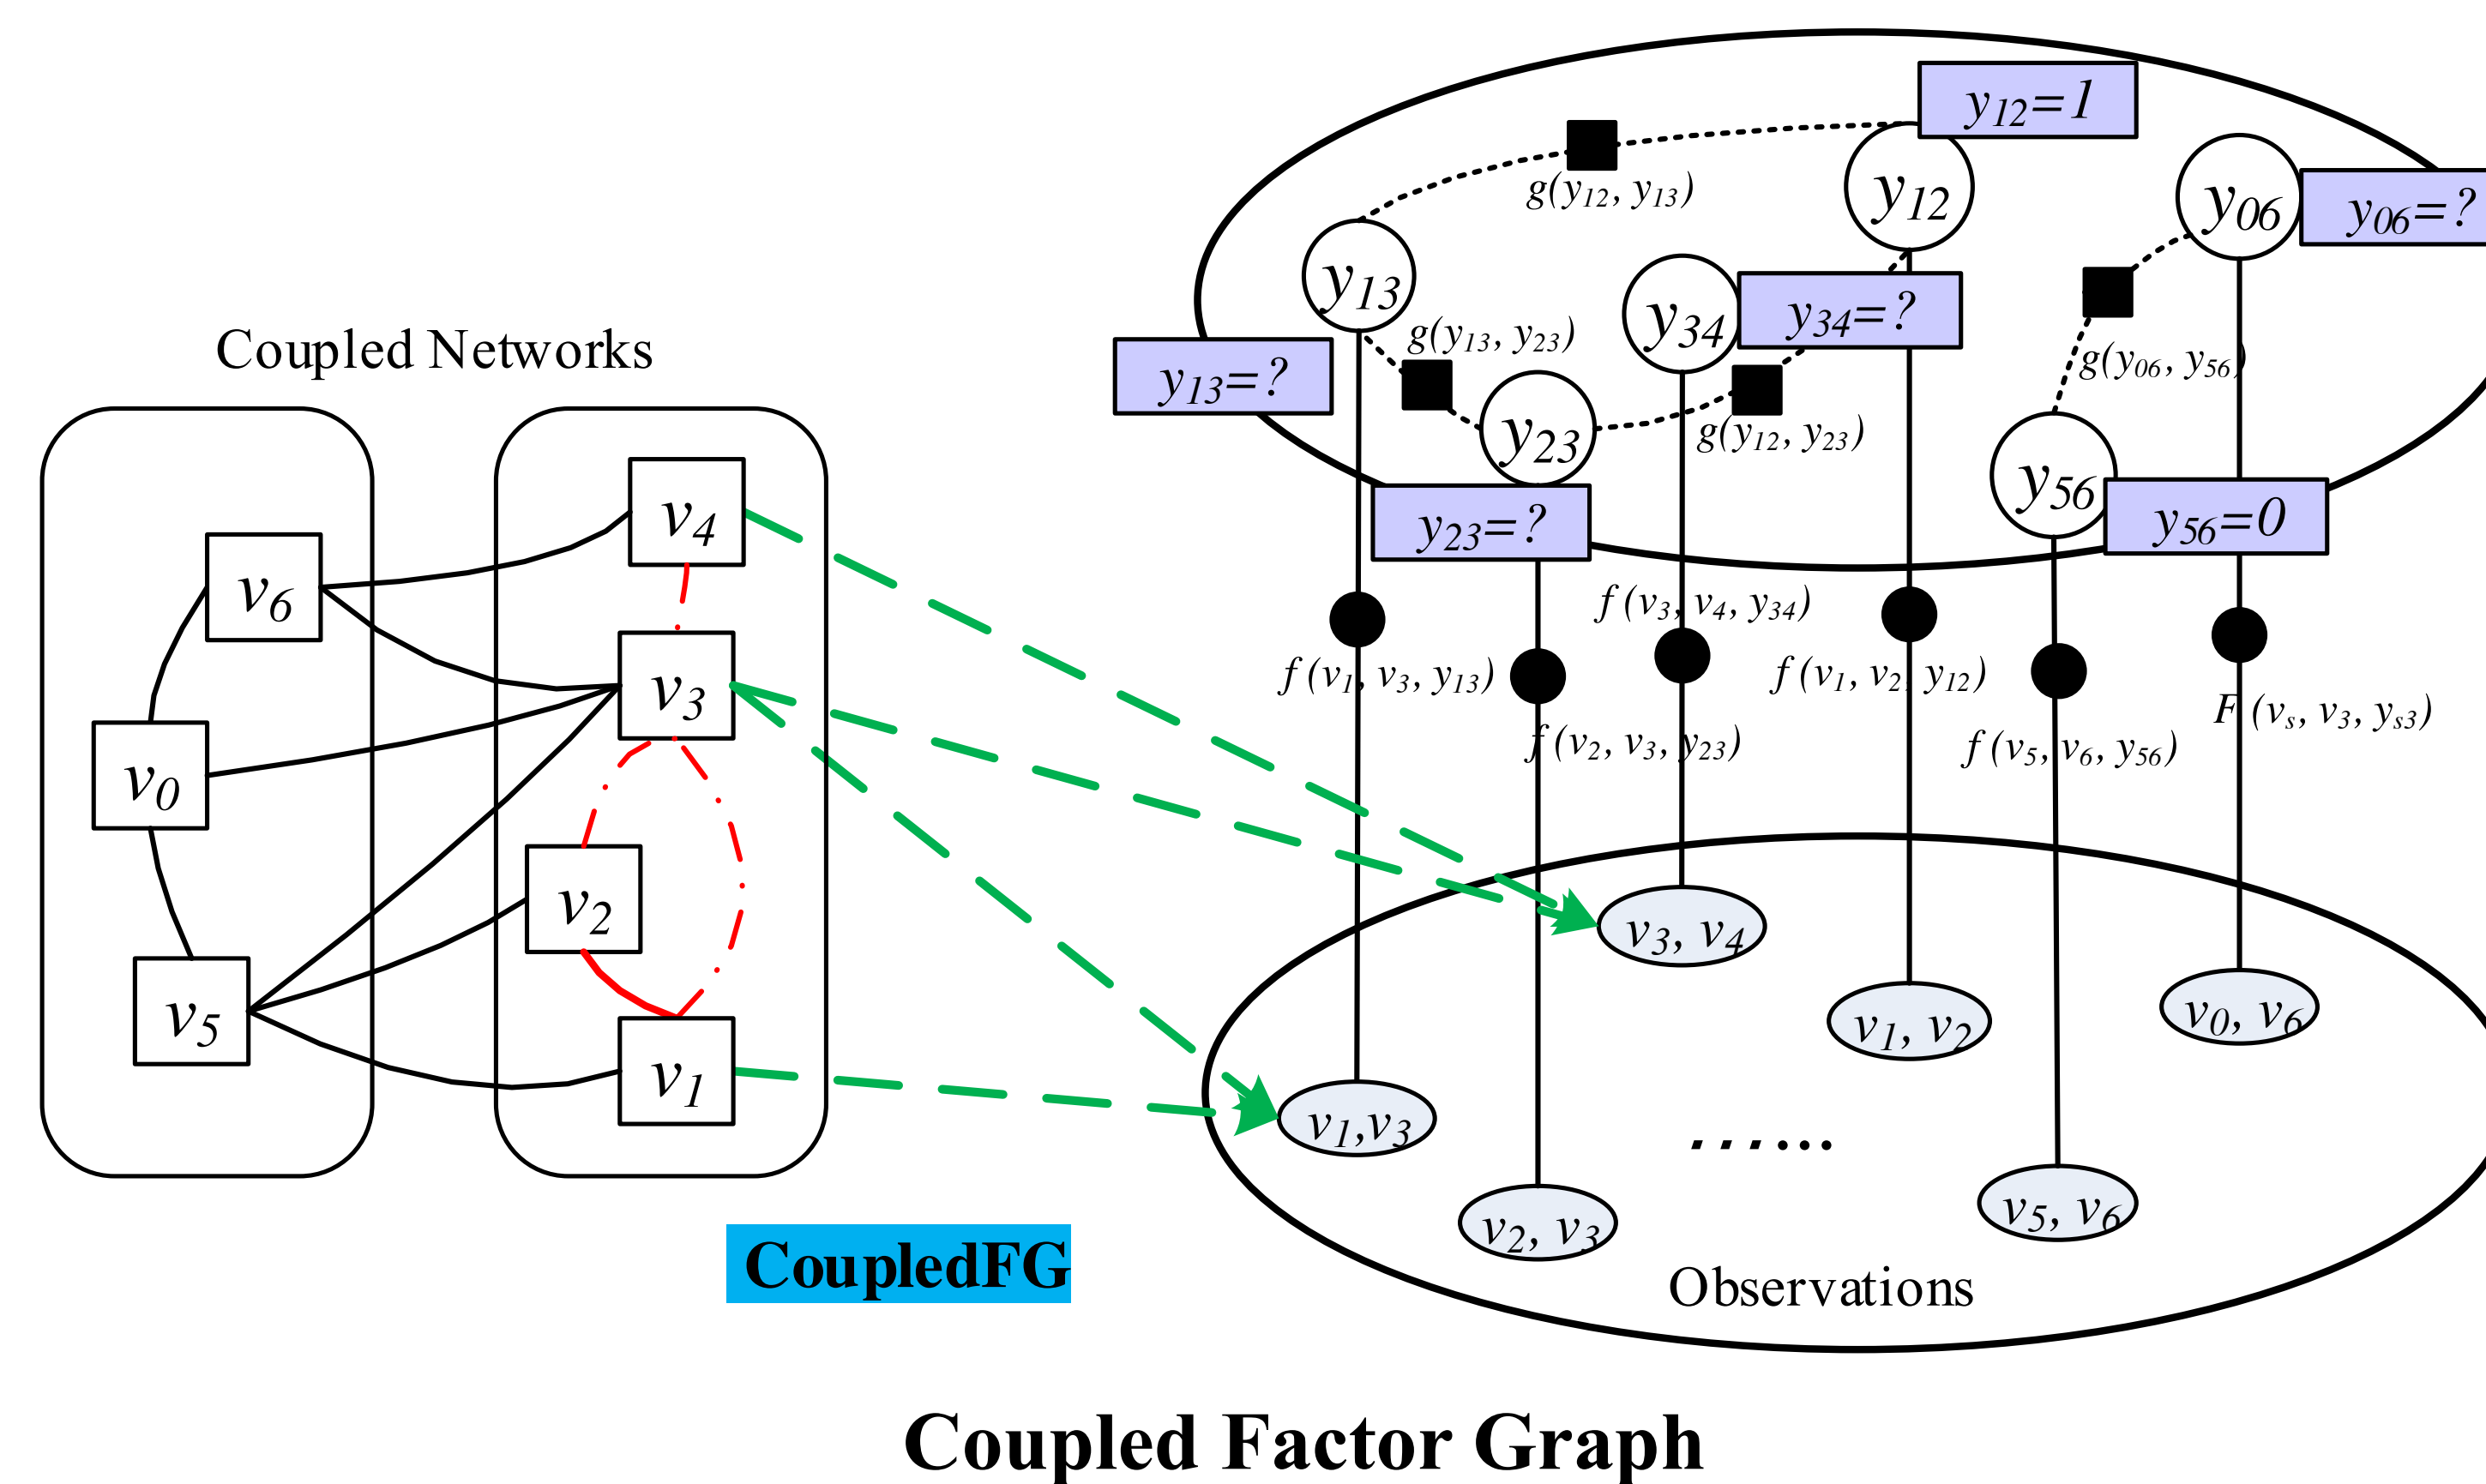 Coupled Networks
v4
v6
v3
v0
v2
v5
v1
CoupledFG
y12=1
y12
y06
y06=?
g(y12, y13)
y13
y34
y34=?
g(y13, y23)
y13=?
g(y06, y56)
y23
g(y12, y23)
y56
y23=?
y56=0
f (v3, v4, y34)
f (v1, v3, y13)
f (v1, v2, y12)
F (vs, v3, ys3)
f (v2, v3, y23)
f (v5, v6, y56)
v3, v4
v1, v2
v0, v6
v1,v3
......
v2, v3
v5, v6
Observations
Coupled Factor Graph